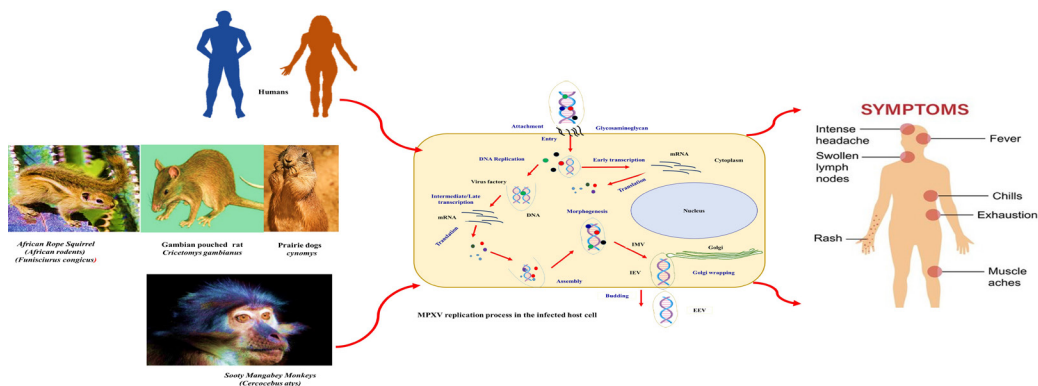 Humans
African Rope Squirrel
(African rodents)
(Funisciurus congicus)
Gambian pouched rat
Cricetomys gambianus
Prairie dogs
cynomys
Sooty Mangabey Monkeys
(Cercocebus atys)
Attachment
Glycosaminoglycan
Entry
DNA Replication
Early transcription
mRNA
Cytoplasm
Translation
Virus factory
Intermediate/Late
transcription
mRNA
DNA
Translation
Morphogenesis
Nucleus
Assembly
IMV
Golgi
IEV
Golgi wrapping
Budding
EEV
MPXV replication process in the infected host cell
SYMPTOMS
Intense
headache
Fever
Swollen
lymph
nodes
Chills
Exhaustion
Rash
Muscle
aches